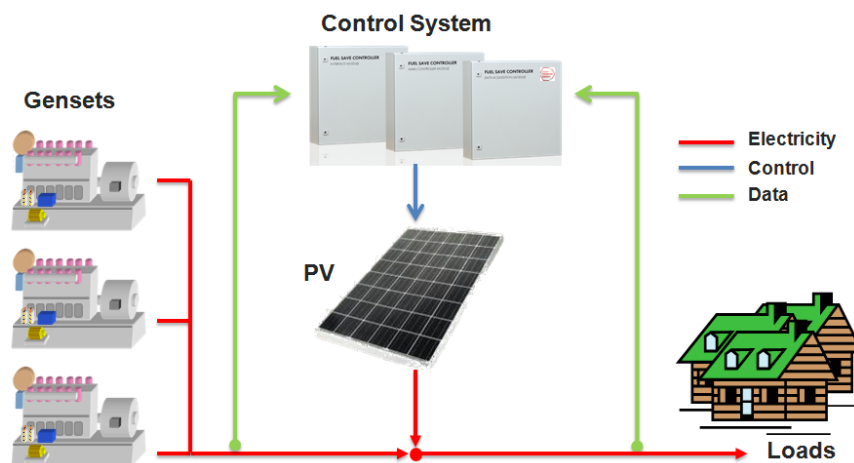 Control System
FUEL SAVE CONTROLLER
FUEL SAVE CONTROLLER
FUEL SAVE CONTROLLER
Gensets
Electricity
Control
Data
PV
Loads